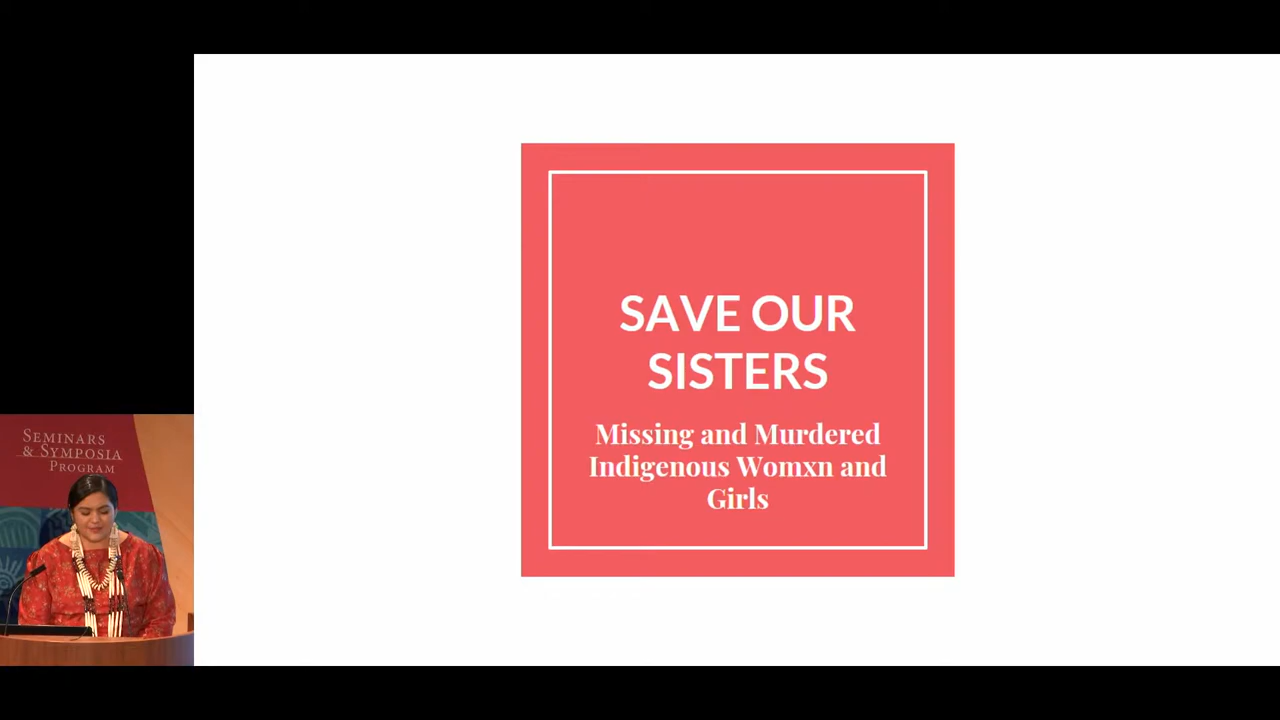 SAVE OUR
SISTERS
Missing and Murdered
Indigenous Womxn and
Girls
SEMINARS
& SYMPOSIA
PROGRAM